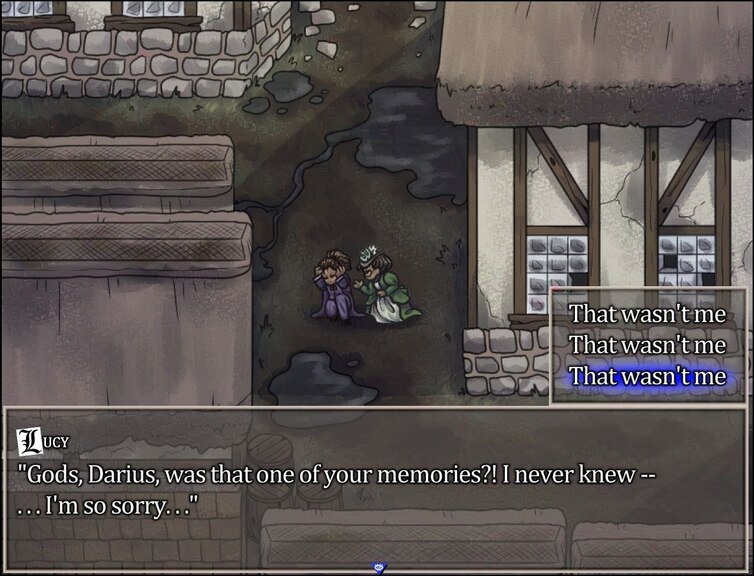 That wasn't me
That wasn't me
That wasn't me
Lucy
"Gods, Darius, was that one of your memories?! I never knew --
. . . I'm so sorry. . ."